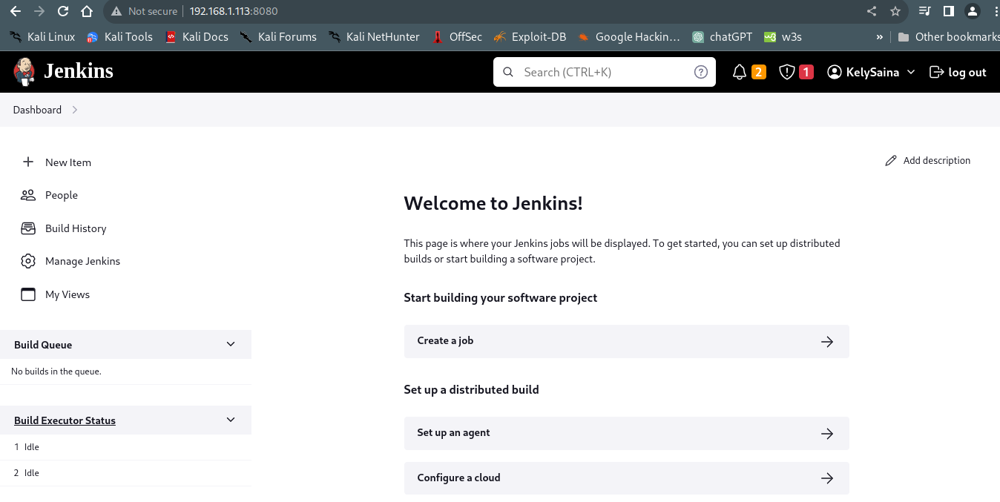 Not secure 192.168.1.113:8080
Kali Linux Kali Tools Kali Docs Kali Forums Kali NetHunter OffSec Exploit-DB Google Hackin… chatGPT w3s » Other bookmarks
Jenkins Search (CTRL+K) 2 1 KelySaina log out
Dashboard
New Item
Add description
People
Build History
Manage Jenkins
My Views
Welcome to Jenkins!
This page is where your Jenkins jobs will be displayed. To get started, you can set up distributed
builds or start building a software project.
Start building your software project
Create a job
Set up a distributed build
Set up an agent
Configure a cloud
Build Queue
No builds in the queue.
Build Executor Status
1 Idle
2 Idle